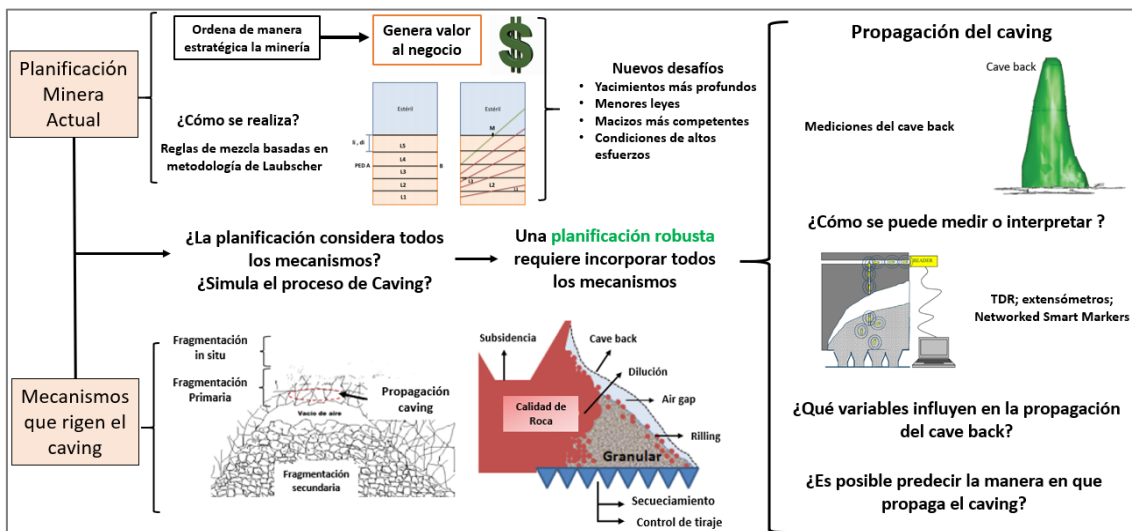 Planificación
Minera
Actual
Ordena de manera
estratégica la minería
Genera valor
al negocio
$
¿Cómo se realiza?
Reglas de mezcla basadas en
metodología de Laubscher
Estéril
L5
L4
L3
L2
L1
PED A
B
Estéril
M
L3
L2
L1
Nuevos desafíos
• Yacimientos más profundos
• Menores leyes
• Macizos más competentes
• Condiciones de altos
esfuerzos
¿La planificación considera todos
los mecanismos?
¿Simula el proceso de Caving?
Una planificación robusta
requiere incorporar todos
los mecanismos
Mecanismos
que rigen el
caving
Fragmentación
in situ
Fragmentación
Primaria
Propagación
caving
Vacío de aire
Fragmentación
secundaria
Subsidencia
Cave back
Dilución
Air gap
Calidad de
Roca
Rilling
Granular
Secueciamiento
Control de tiraje
Propagación del caving
Cave back
Mediciones del cave back
¿Cómo se puede medir o interpretar ?
READER
TDR; extensómetros;
Networked Smart Markers
¿Qué variables influyen en la propagación
del cave back?
¿Es posible predecir la manera en que
propaga el caving?